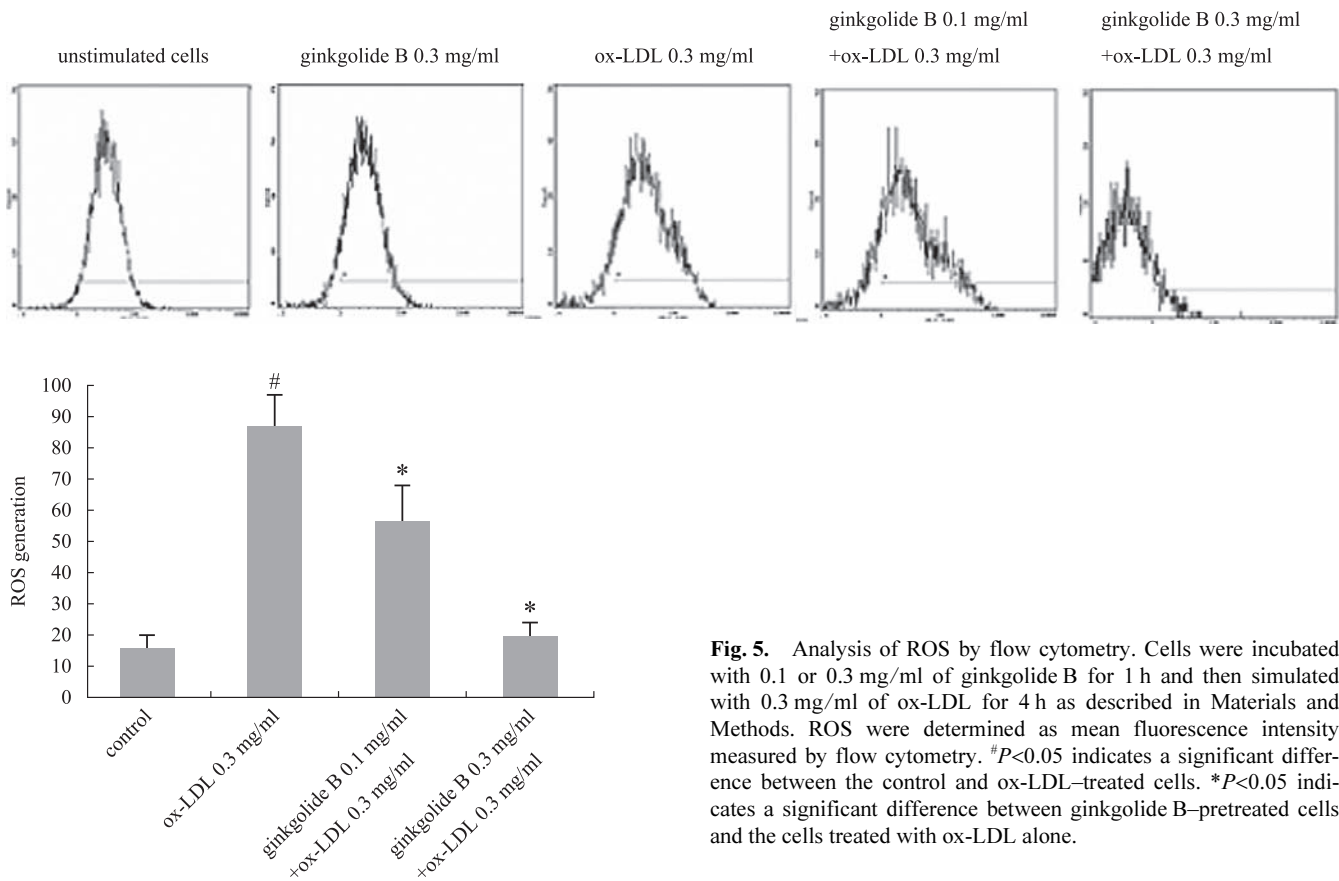 unstimulated cells
ginkgolide B 0.3 mg/ml
ox-LDL 0.3 mg/ml
ginkgolide B 0.1 mg/ml
+ox-LDL 0.3 mg/ml
ginkgolide B 0.3 mg/ml
+ox-LDL 0.3 mg/ml
ROS generation
100
90
80
70
60
50
40
30
20
10
0
#
*
*
control
ox-LDL 0.3 mg/ml
ginkgolide B 0.1 mg/ml
+ox-LDL 0.3 mg/ml
ginkgolide B 0.3 mg/ml
+ox-LDL 0.3 mg/ml
Fig. 5. Analysis of ROS by flow cytometry. Cells were incubated
with 0.1 or 0.3 mg/ml of ginkgolide B for 1 h and then simulated
with 0.3 mg/ml of ox-LDL for 4 h as described in Materials and
Methods. ROS were determined as mean fluorescence intensity
measured by flow cytometry. #P<0.05 indicates a significant differ-
ence between the control and ox-LDL–treated cells. *P<0.05 indi-
cates a significant difference between ginkgolide B–pretreated cells
and the cells treated with ox-LDL alone.